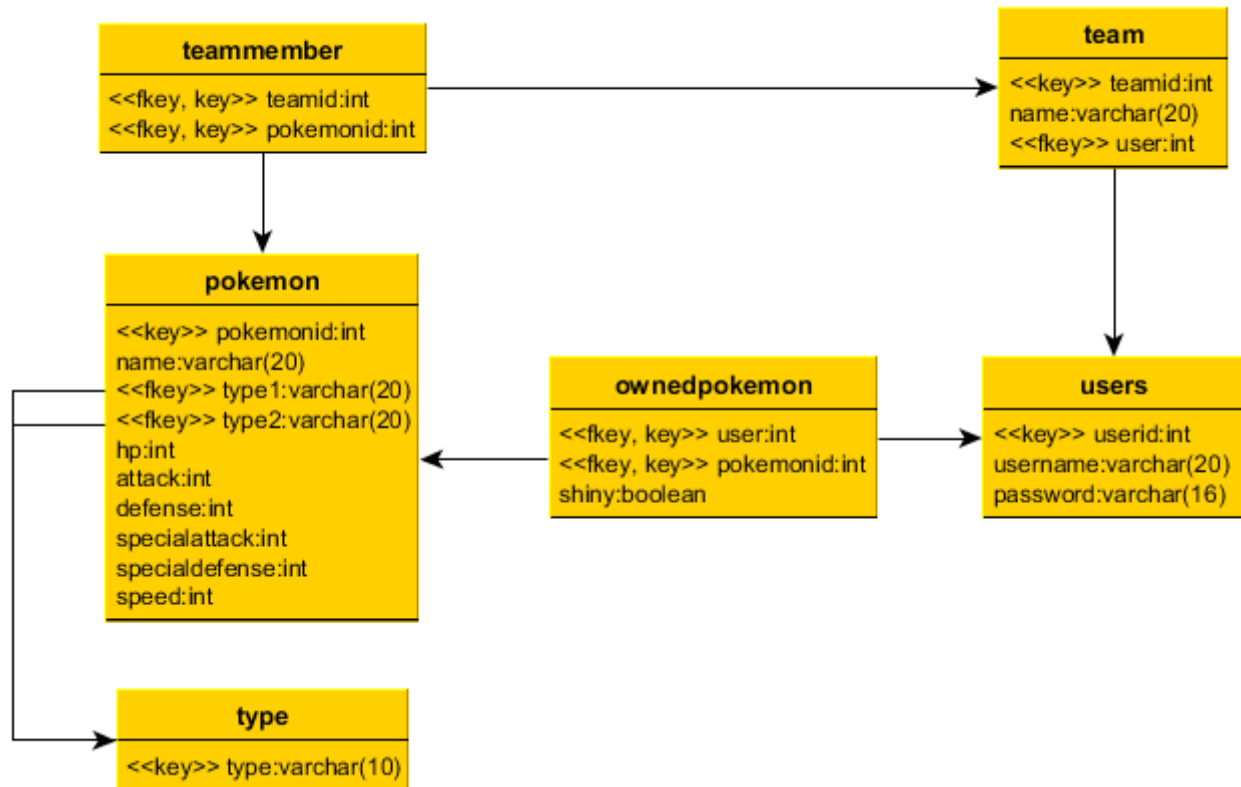 teammember
<<fkey, key>> teamid:int
<<fkey, key>> pokemonid:int
team
<<key>> teamid:int
name:varchar(20)
<<fkey>> user:int
pokemon
<<key>> pokemonid:int
name:varchar(20)
<<fkey>> type1:varchar(20)
<<fkey>> type2:varchar(20)
hp:int
attack:int
defense:int
specialattack:int
specialdefense:int
speed:int
ownedpokemon
<<fkey, key>> user:int
<<fkey, key>> pokemonid:int
shiny:boolean
users
<<key>> userid:int
username:varchar(20)
password:varchar(16)
type
<<key>> type:varchar(10)